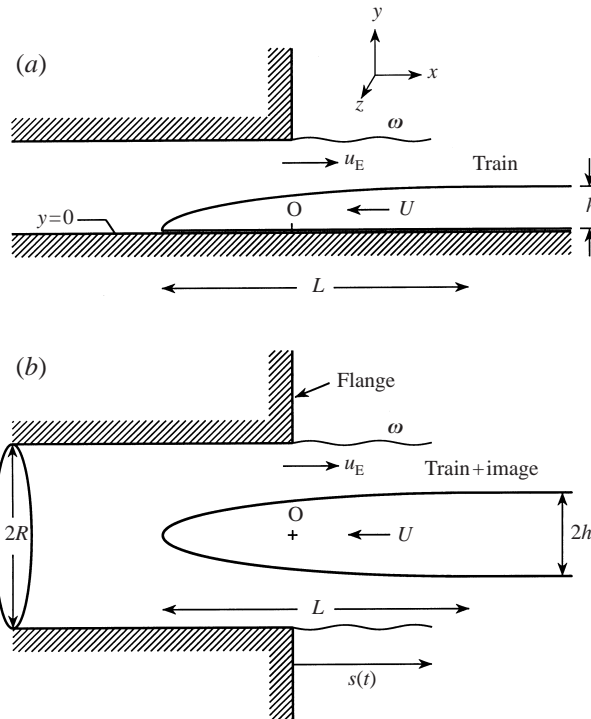 (a)
y
x
z
ω
u_E
Train
h
y=0
O
U
L
(b)
Flange
ω
u_E
Train+image
2R
O
U
2h
L
s(t)